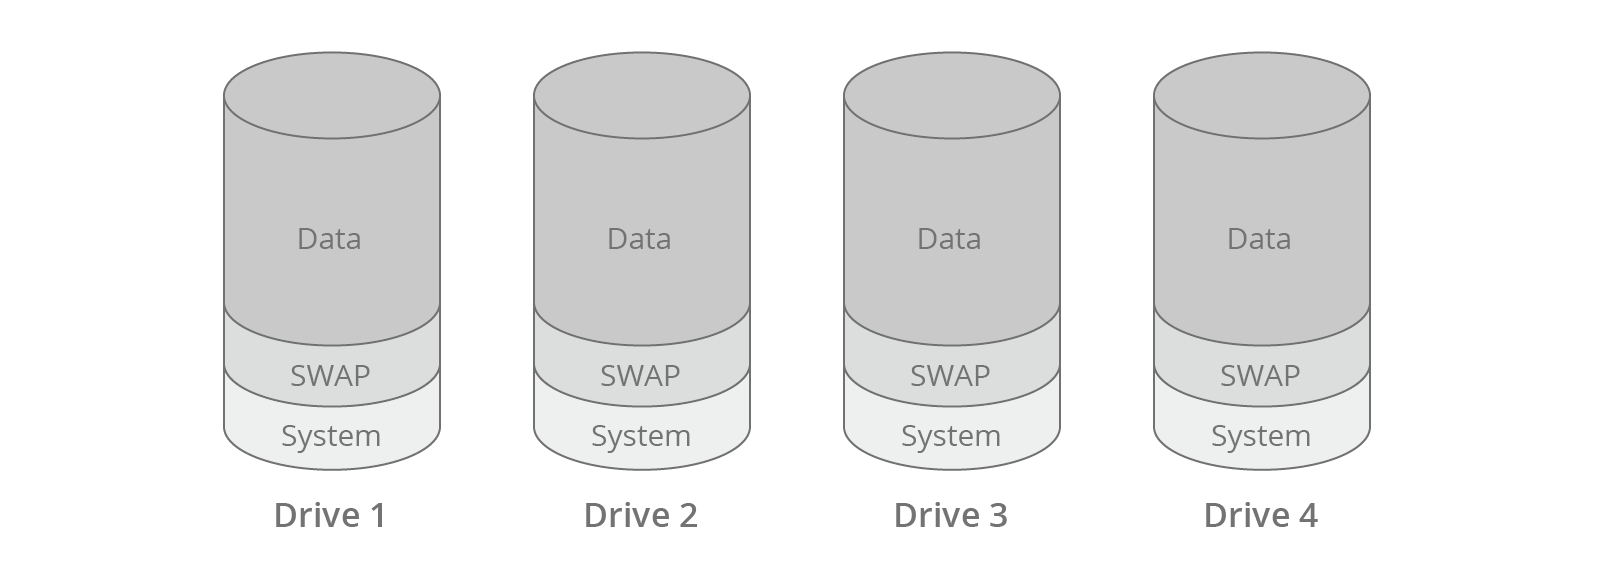 Data Data Data Data
SWAP SWAP SWAP SWAP
System System System System
Drive 1 Drive 2 Drive 3 Drive 4